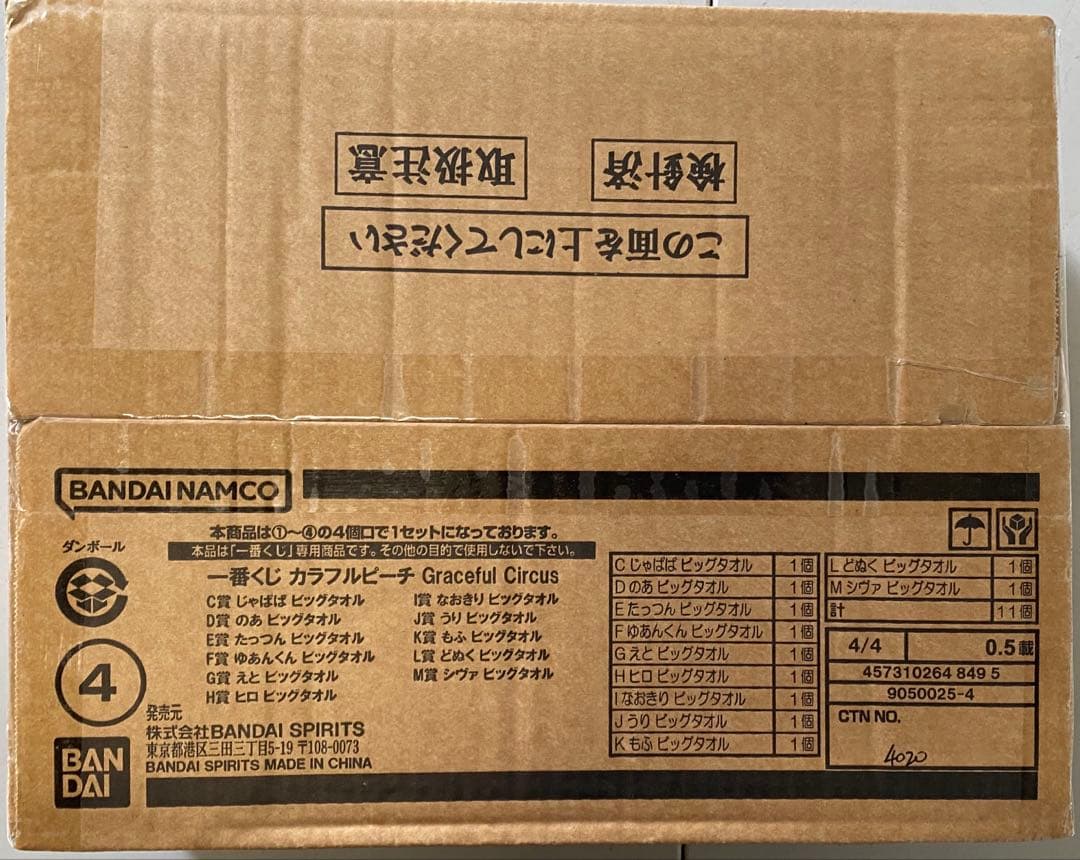 取扱注意
検針済
この面を上にしてください
BANDAI NAMCO
本商品は①～④の4個口で1セットになっております。
ダンボール
本品は「一番くじ」専用商品です。その他の目的で使用しないで下さい。
一番くじ カラフルピーチ Graceful Circus
C賞 じゃぱぱ ビッグタオル
D賞 のあ ビッグタオル
E賞 たっつん ビッグタオル
F賞 ゆあんくん ビッグタオル
G賞 えと ビッグタオル
H賞 ヒロ ビッグタオル
I賞 なおきり ビッグタオル
J賞 うり ビッグタオル
K賞 もふ ビッグタオル
L賞 どぬく ビッグタオル
M賞 シヴァ ビッグタオル
4
発売元
株式会社BANDAI SPIRITS
東京都港区三田三丁目5-19 〒108-0073
BANDAI SPIRITS MADE IN CHINA
BAN
DAI
C じゃぱぱ ビッグタオル 1個
D のあ ビッグタオル 1個
E たっつん ビッグタオル 1個
F ゆあんくん ビッグタオル 1個
G えと ビッグタオル 1個
H ヒロ ビッグタオル 1個
I なおきり ビッグタオル 1個
J うり ビッグタオル 1個
K もふ ビッグタオル 1個
L どぬく ビッグタオル 1個
M シヴァ ビッグタオル 1個
計 11個
4/4 0.5載
457310264 849 5
9050025-4
CTN NO.
4020